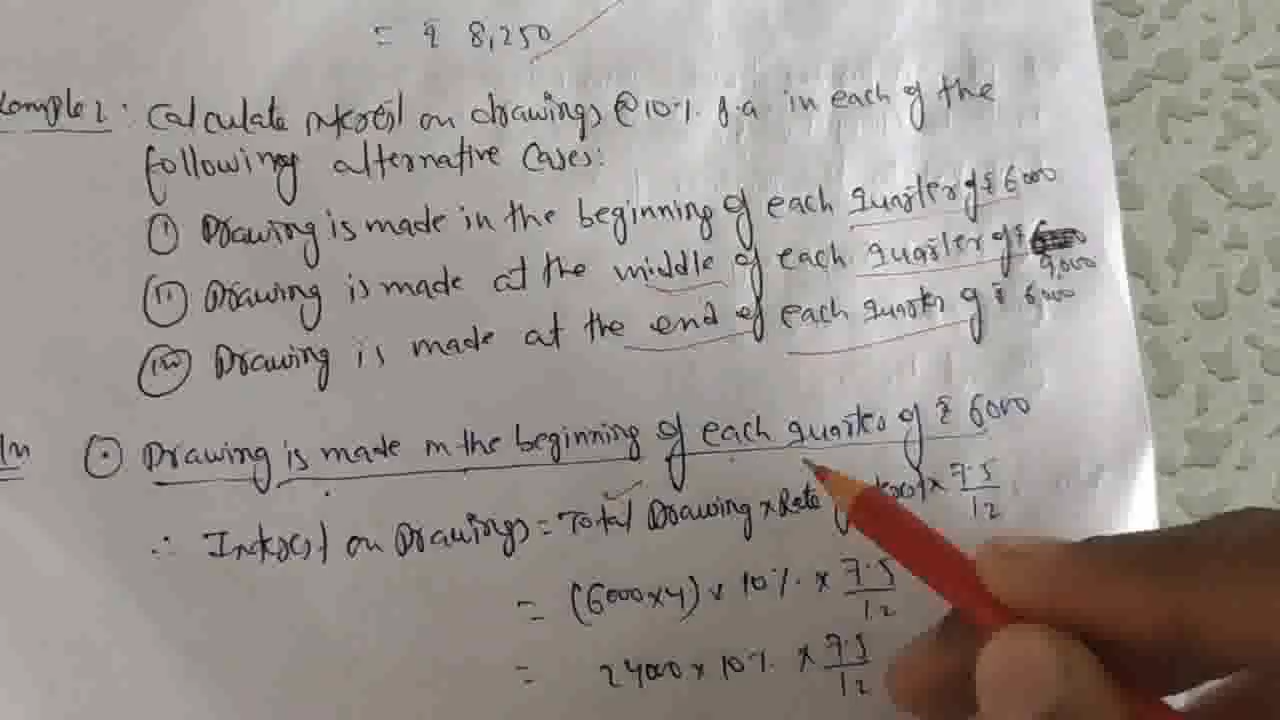 = ₹ 8,250
Example 2: Calculate Interest on drawings @ 10% p.a. in each of the
following alternative Cases:
(i) Drawing is made in the beginning of each quarter of ₹ 6000
(ii) Drawing is made at the middle of each quarter of ₹ 9,000
(iii) Drawing is made at the end of each quarter of ₹ 6,000
Drawing is made in the beginning of each quarter of ₹ 6000
∴ Interest on Drawings = Total Drawing x Rate × 7.5/12
= (6000x4) x 10% × 7.5/12
= 24000 x 10% × 7.5/12